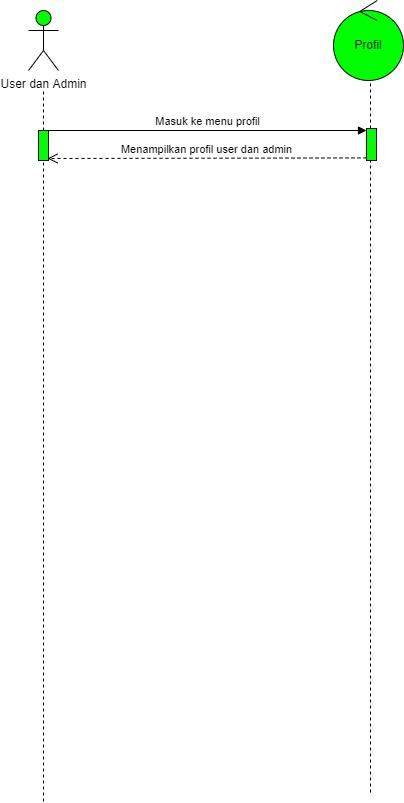 Profil
User dan Admin
Masuk ke menu profil
Menampilkan profil user dan admin